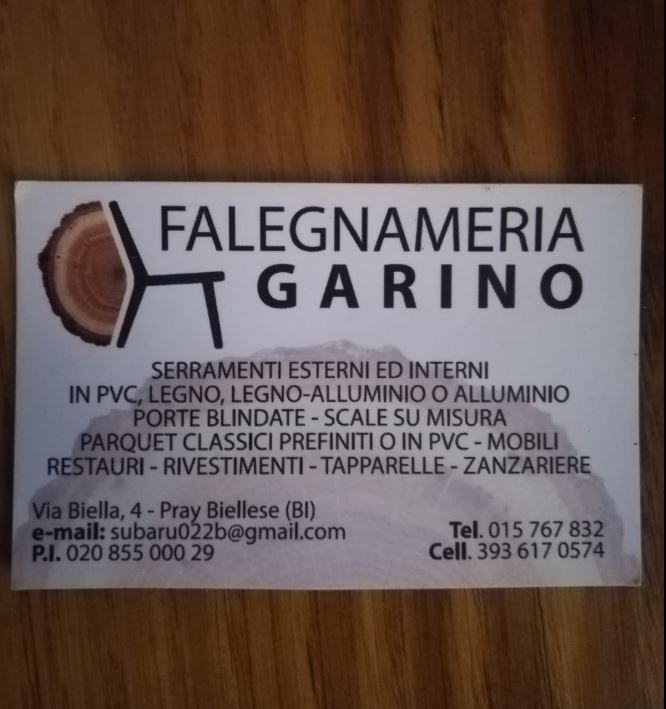 FALEGNAMERIA
GARINO
SERRAMENTI ESTERNI ED INTERNI
IN PVC, LEGNO, LEGNO-ALLUMINIO O ALLUMINIO
PORTE BLINDATE - SCALE SU MISURA
PARQUET CLASSICI PREFINITI O IN PVC - MOBILI
RESTAURI - RIVESTIMENTI - TAPPARELLE - ZANZARIERE
Via Biella, 4 - Pray Biellese (BI)
e-mail: subaru022b@gmail.com
P.I. 020 855 000 29
Tel. 015 767 832
Cell. 393 617 0574